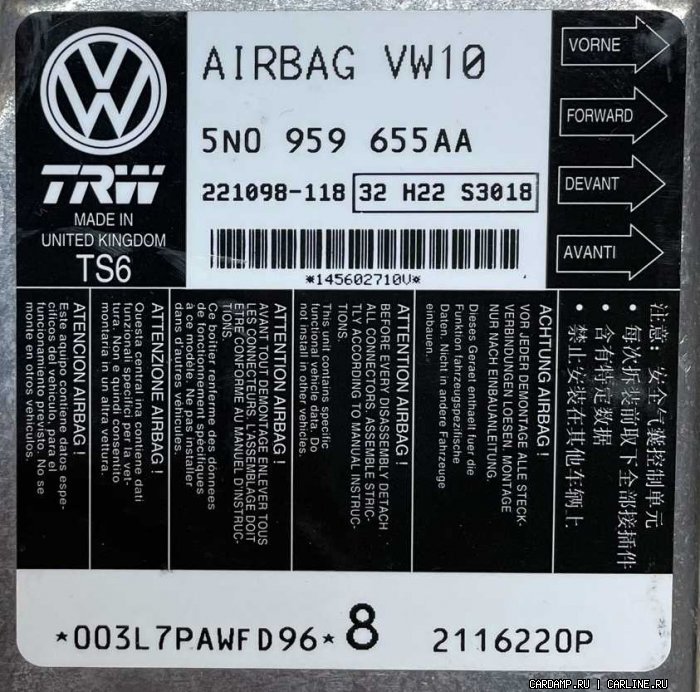 AIRBAG VW10
5N0 959 655AA
221098-118 32 H22 S3018
*145602710V*
TRW
MADE IN
UNITED KINGDOM
TS6
VORNE
FORWARD
DEVANT
AVANTI
注意：安全气囊控制单元
• 每次拆装前取下全部接插件
• 含有特定数据
• 禁止安装在其他车辆上
ACHTUNG AIRBAG !
VOR JEDER DEMONTAGE ALLE STECK-
VERBINDUNGEN LOESEN, MONTAGE
NUR NACH EINBAUANLEITUNG!
Dieses Geraet enthaelt fuer die
Funktion fahrzeugspezifische
Daten. Nicht in andere Fahrzeuge
einbauen.
ATTENTION AIRBAG !
BEFORE EVERY DISASSEMBLY DETACH
ALL CONNECTORS, ASSEMBLE STRIC-
TLY ACCORDING TO MANUAL INSTRUC-
TIONS.
This unit contains specific
functional vehicle data. Do
not install in other vehicles.
ATTENTION AIRBAG !
AVANT TOUT DEMONTAGE ENLEVER TOUS
LES CONNECTEURS. L'ASSEMBLAGE DOIT
ETRE CONFORME AU MANUEL D'INSTRUC-
TIONS.
Ce boitier renferme des données
de fonctionnement specifiques
à ce modèle. Ne pas installer
dans d'autres véhicules.
ATTENZIONE AIRBAG !
Questa centralina contiene dati
funzionali specifici per la vet-
tura. Non e quindi consentito
montarla in altra vettura.
ATENCION AIRBAG !
Este equipo contiene datos espe-
cificos del vehiculo, para el
funcionamiento previsto. No se
monte en otros vehiculos.
*003L7PAWFD96* 8 2116220P
CARDAMP.RU | CARLINE.RU